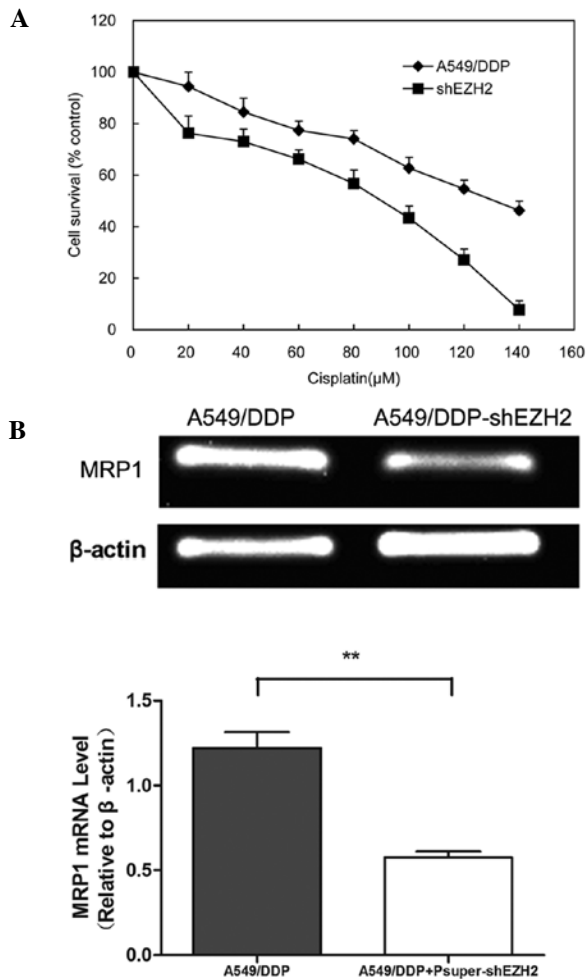 A
120
100
80
60
40
20
0
Cell survival (% control)
A549/DDP
shEZH2
0 20 40 60 80 100 120 140 160
Cisplatin(µM)
B
A549/DDP A549/DDP-shEZH2
MRP1
β-actin
**
MRP1 mRNA Level
(Relative to β -actin)
1.5
1.0
0.5
0.0
A549/DDP A549/DDP+Psuper-shEZH2